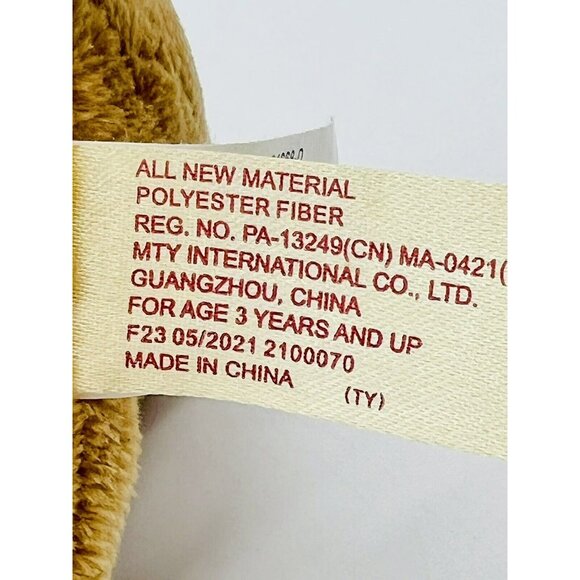 ALL NEW MATERIAL
POLYESTER FIBER
REG. NO. PA-13249(CN) MA-0421(
MTY INTERNATIONAL CO., LTD.
GUANGZHOU, CHINA
FOR AGE 3 YEARS AND UP
F23 05/2021 2100070
MADE IN CHINA
(TY)